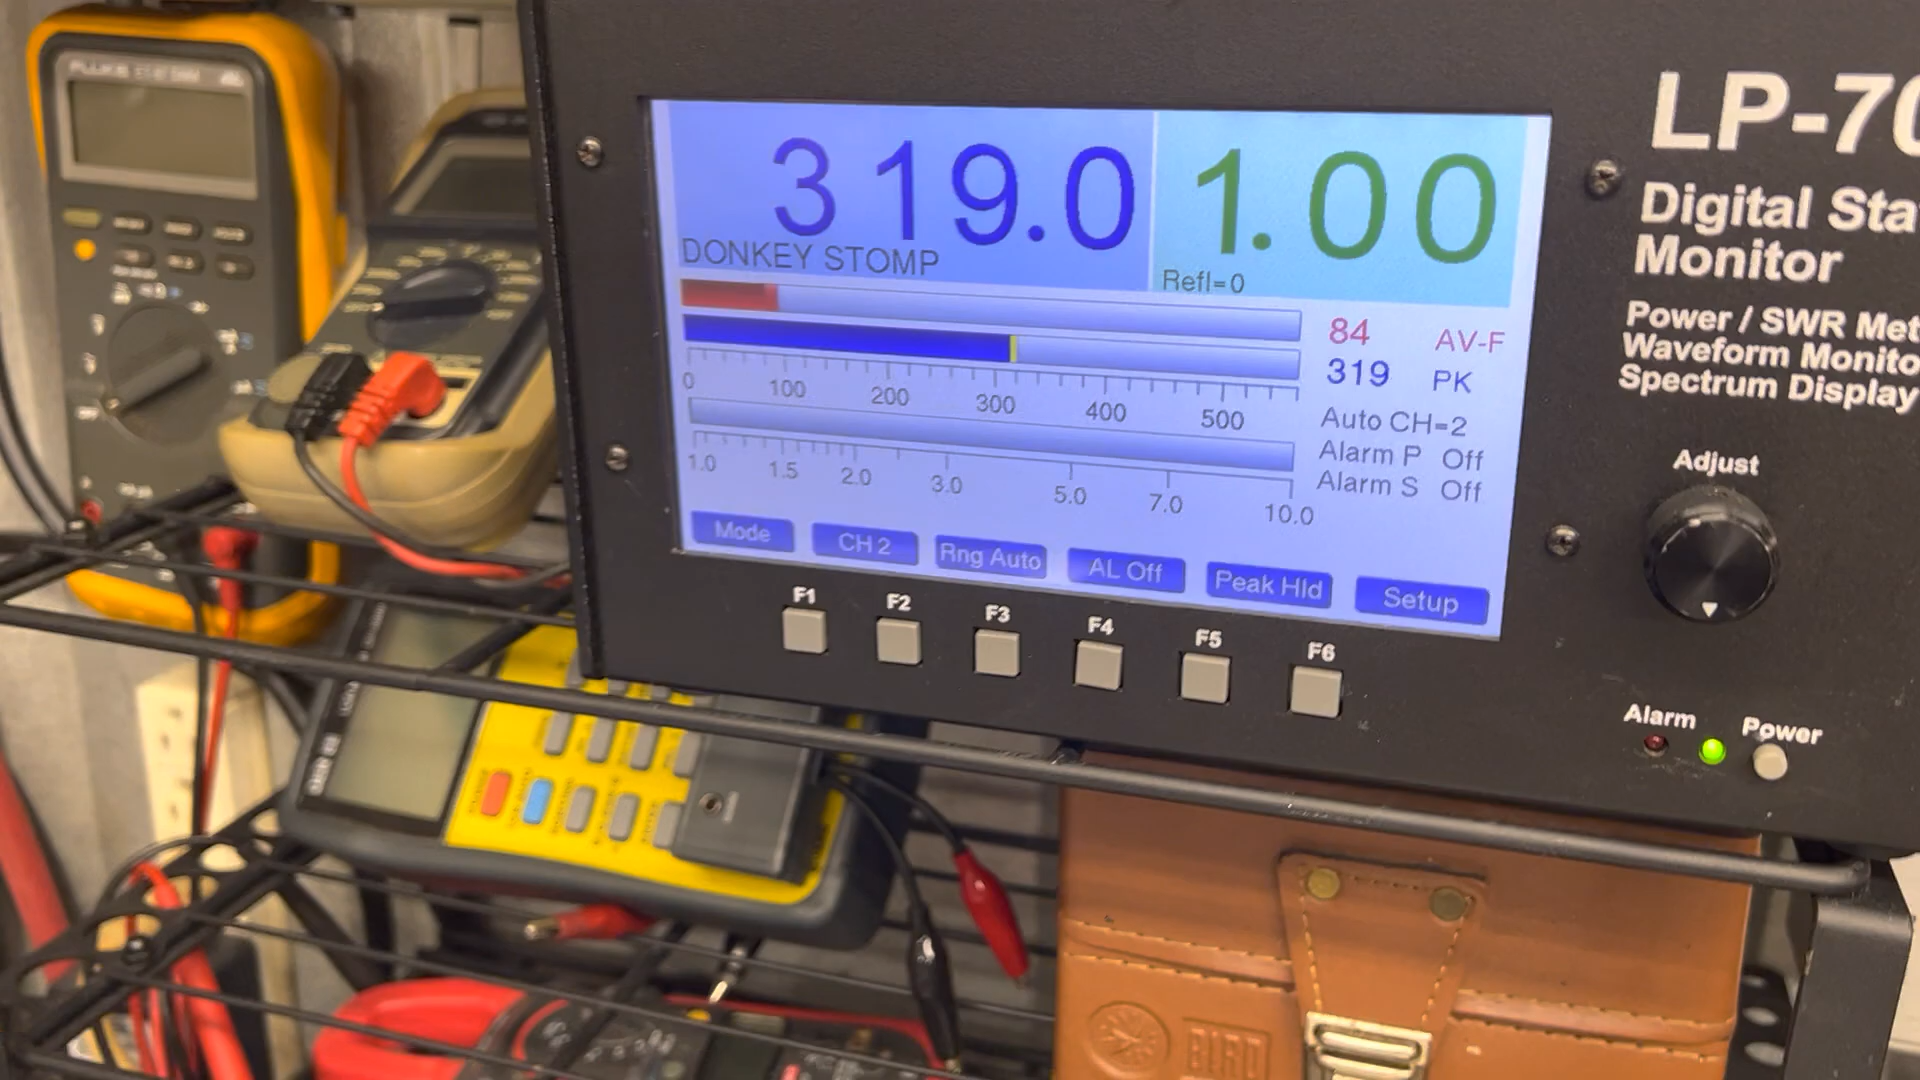 FLUKE
319.0
1.00
DONKEY STOMP
Refl=0
84 AV-F
319 PK
0 100 200 300 400 500
Auto CH=2
Alarm P Off
Alarm S Off
1.0 1.5 2.0 3.0 5.0 7.0 10.0
Mode CH 2 Rng Auto AL Off Peak Hld Setup
F1 F2 F3 F4 F5 F6
LP-70
Digital Sta
Monitor
Power / SWR Met
Waveform Monito
Spectrum Display
Adjust
Alarm Power
BIRD